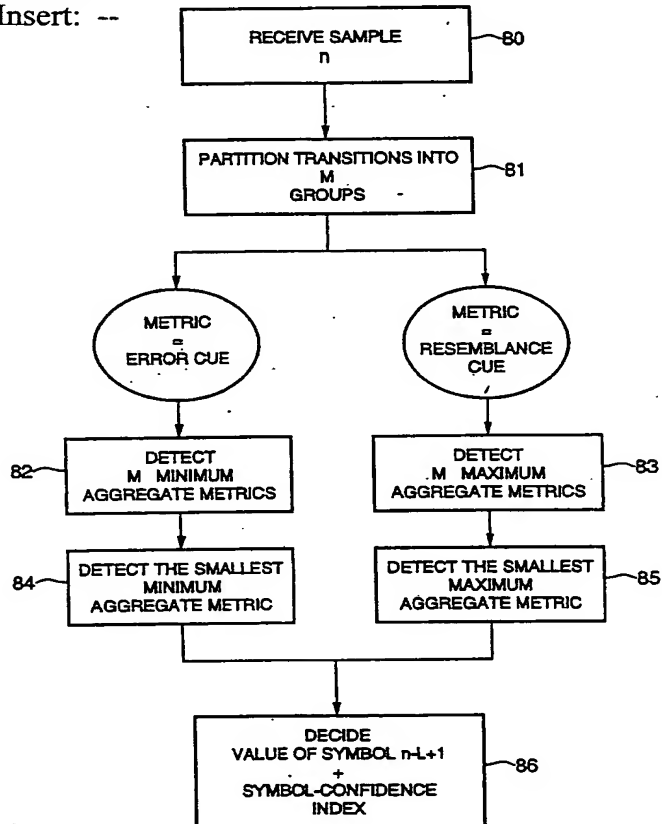 Insert: --
RECEIVE SAMPLE
n
80
PARTITION TRANSITIONS INTO
M
GROUPS
81
METRIC
=
ERROR CUE
METRIC
=
RESEMBLANCE
CUE
82
DETECT
M MINIMUM
AGGREGATE METRICS
DETECT
M MAXIMUM
AGGREGATE METRICS
83
84
DETECT THE SMALLEST
MINIMUM
AGGREGATE METRIC
DETECT THE SMALLEST
MAXIMUM
AGGREGATE METRIC
85
DECIDE
VALUE OF SYMBOL n-L+1
+
SYMBOL-CONFIDENCE
INDEX
86